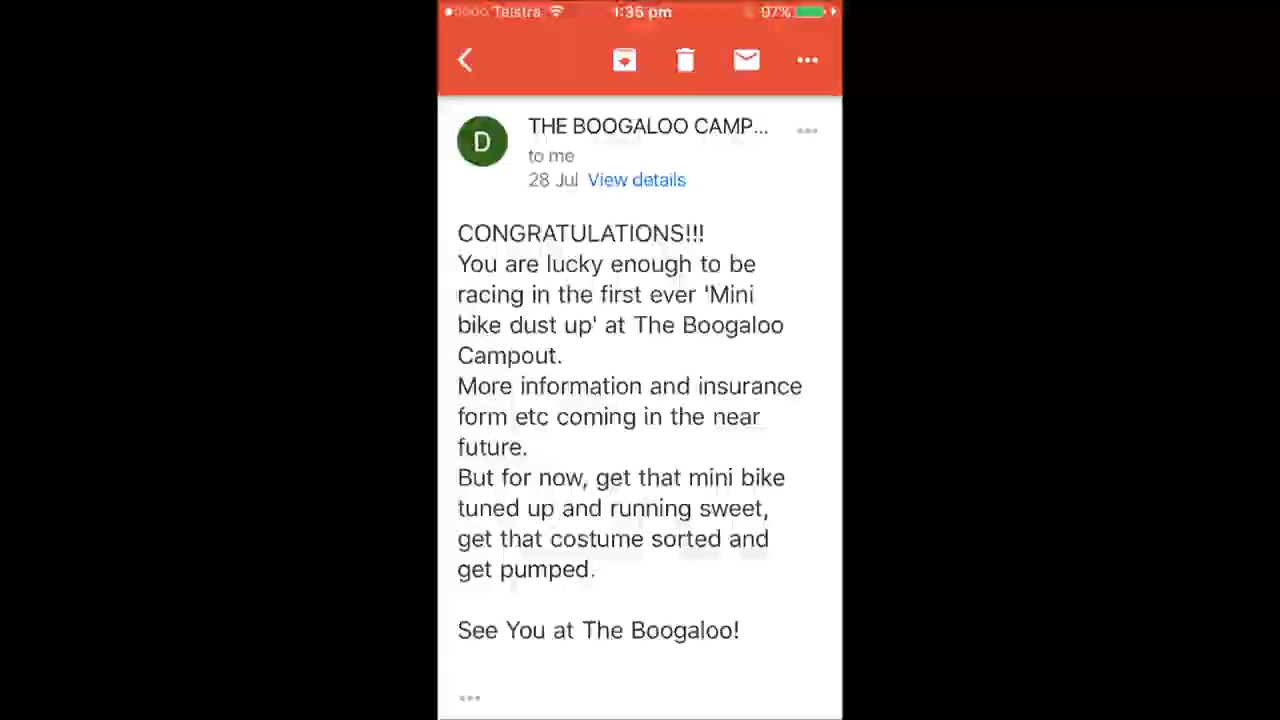 Telstra 1:35 pm 97%
D
THE BOOGALOO CAMP...
to me
28 Jul View details
CONGRATULATIONS!!!
You are lucky enough to be
racing in the first ever 'Mini
bike dust up' at The Boogaloo
Campout.
More information and insurance
form etc coming in the near
future.
But for now, get that mini bike
tuned up and running sweet,
get that costume sorted and
get pumped.
See You at The Boogaloo!